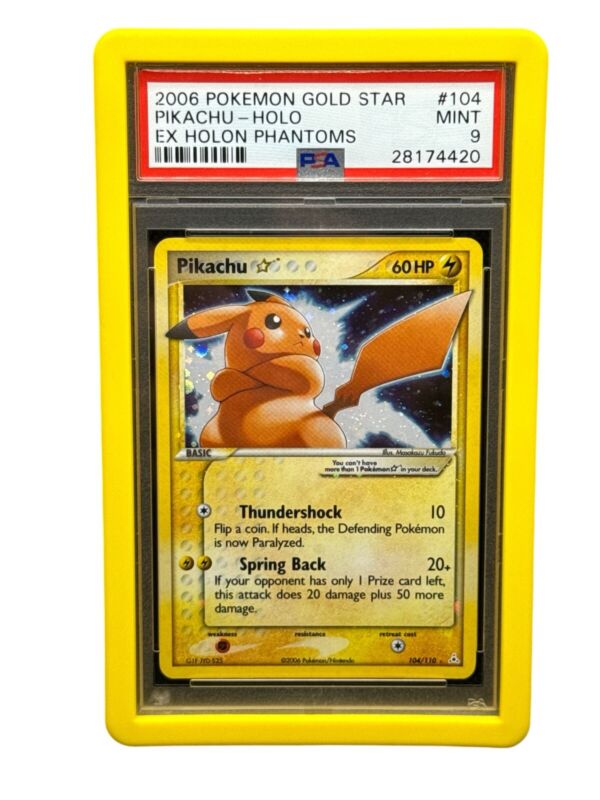 2006 POKEMON GOLD STAR #104
PIKACHU - HOLO MINT
EX HOLON PHANTOMS 9
PSA 28174420
Pikachu ☆ 60 HP
BASIC Illus. Masakazu Fukuda
You can't have
more than 1 Pokémon ☆ in your deck.
Thundershock 10
Flip a coin. If heads, the Defending Pokémon
is now Paralyzed.
Spring Back 20+
If your opponent has only 1 Prize card left,
this attack does 20 damage plus 50 more
damage.
weakness resistance retreat cost
©2006 Pokémon/Nintendo 104/110